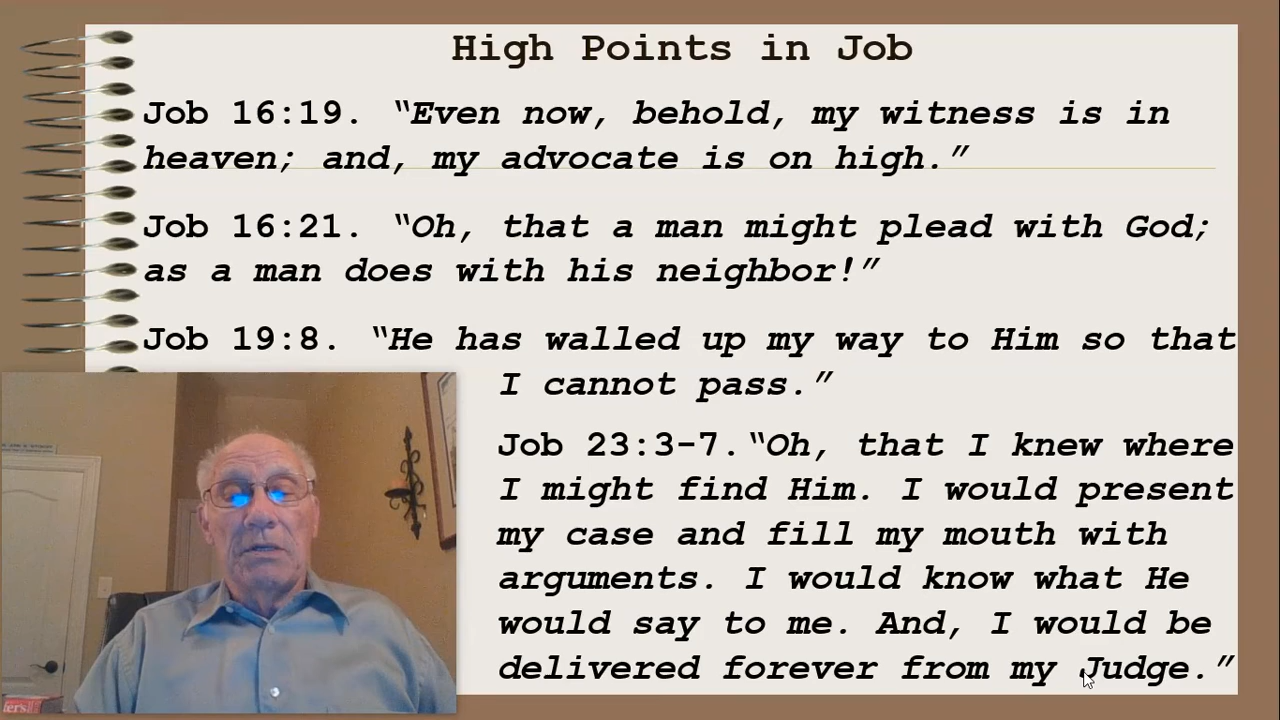 High Points in Job
Job 16:19. “Even now, behold, my witness is in
heaven; and, my advocate is on high.”
Job 16:21. “Oh, that a man might plead with God;
as a man does with his neighbor!”
Job 19:8. “He has walled up my way to Him so that
I cannot pass.”
Job 23:3-7.“Oh, that I knew where
I might find Him. I would present
my case and fill my mouth with
arguments. I would know what He
would say to me. And, I would be
delivered forever from my Judge.”